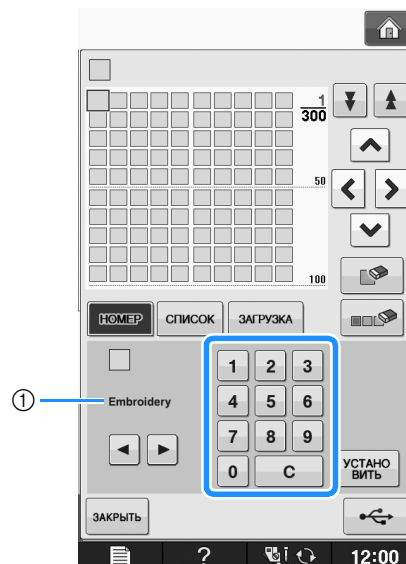 1
300
50
100
НОМЕР СПИСОК ЗАГРУЗКА
1 2 3
① Embroidery
4 5 6
7 8 9
0 C
УСТАНО
ВИТЬ
ЗАКРЫТЬ
? 12:00